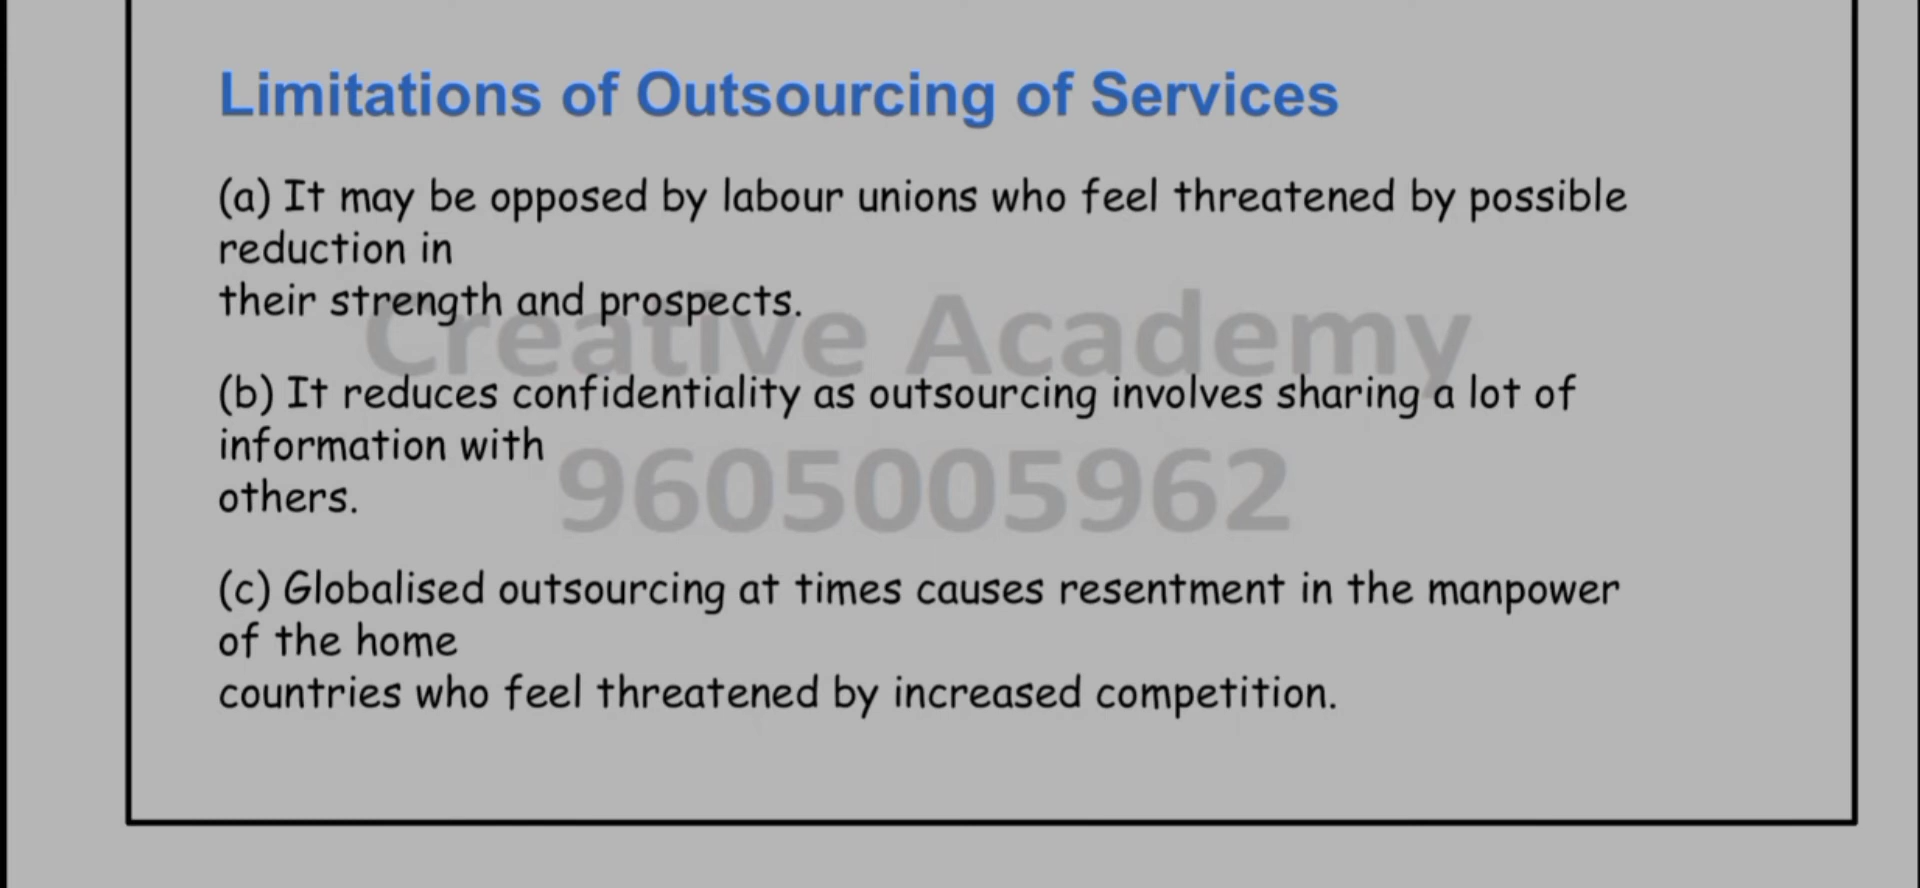 Limitations of Outsourcing of Services
(a) It may be opposed by labour unions who feel threatened by possible
reduction in
their strength and prospects.
Creative Academy
(b) It reduces confidentiality as outsourcing involves sharing a lot of
information with
9605005962
others.
(c) Globalised outsourcing at times causes resentment in the manpower
of the home
countries who feel threatened by increased competition.